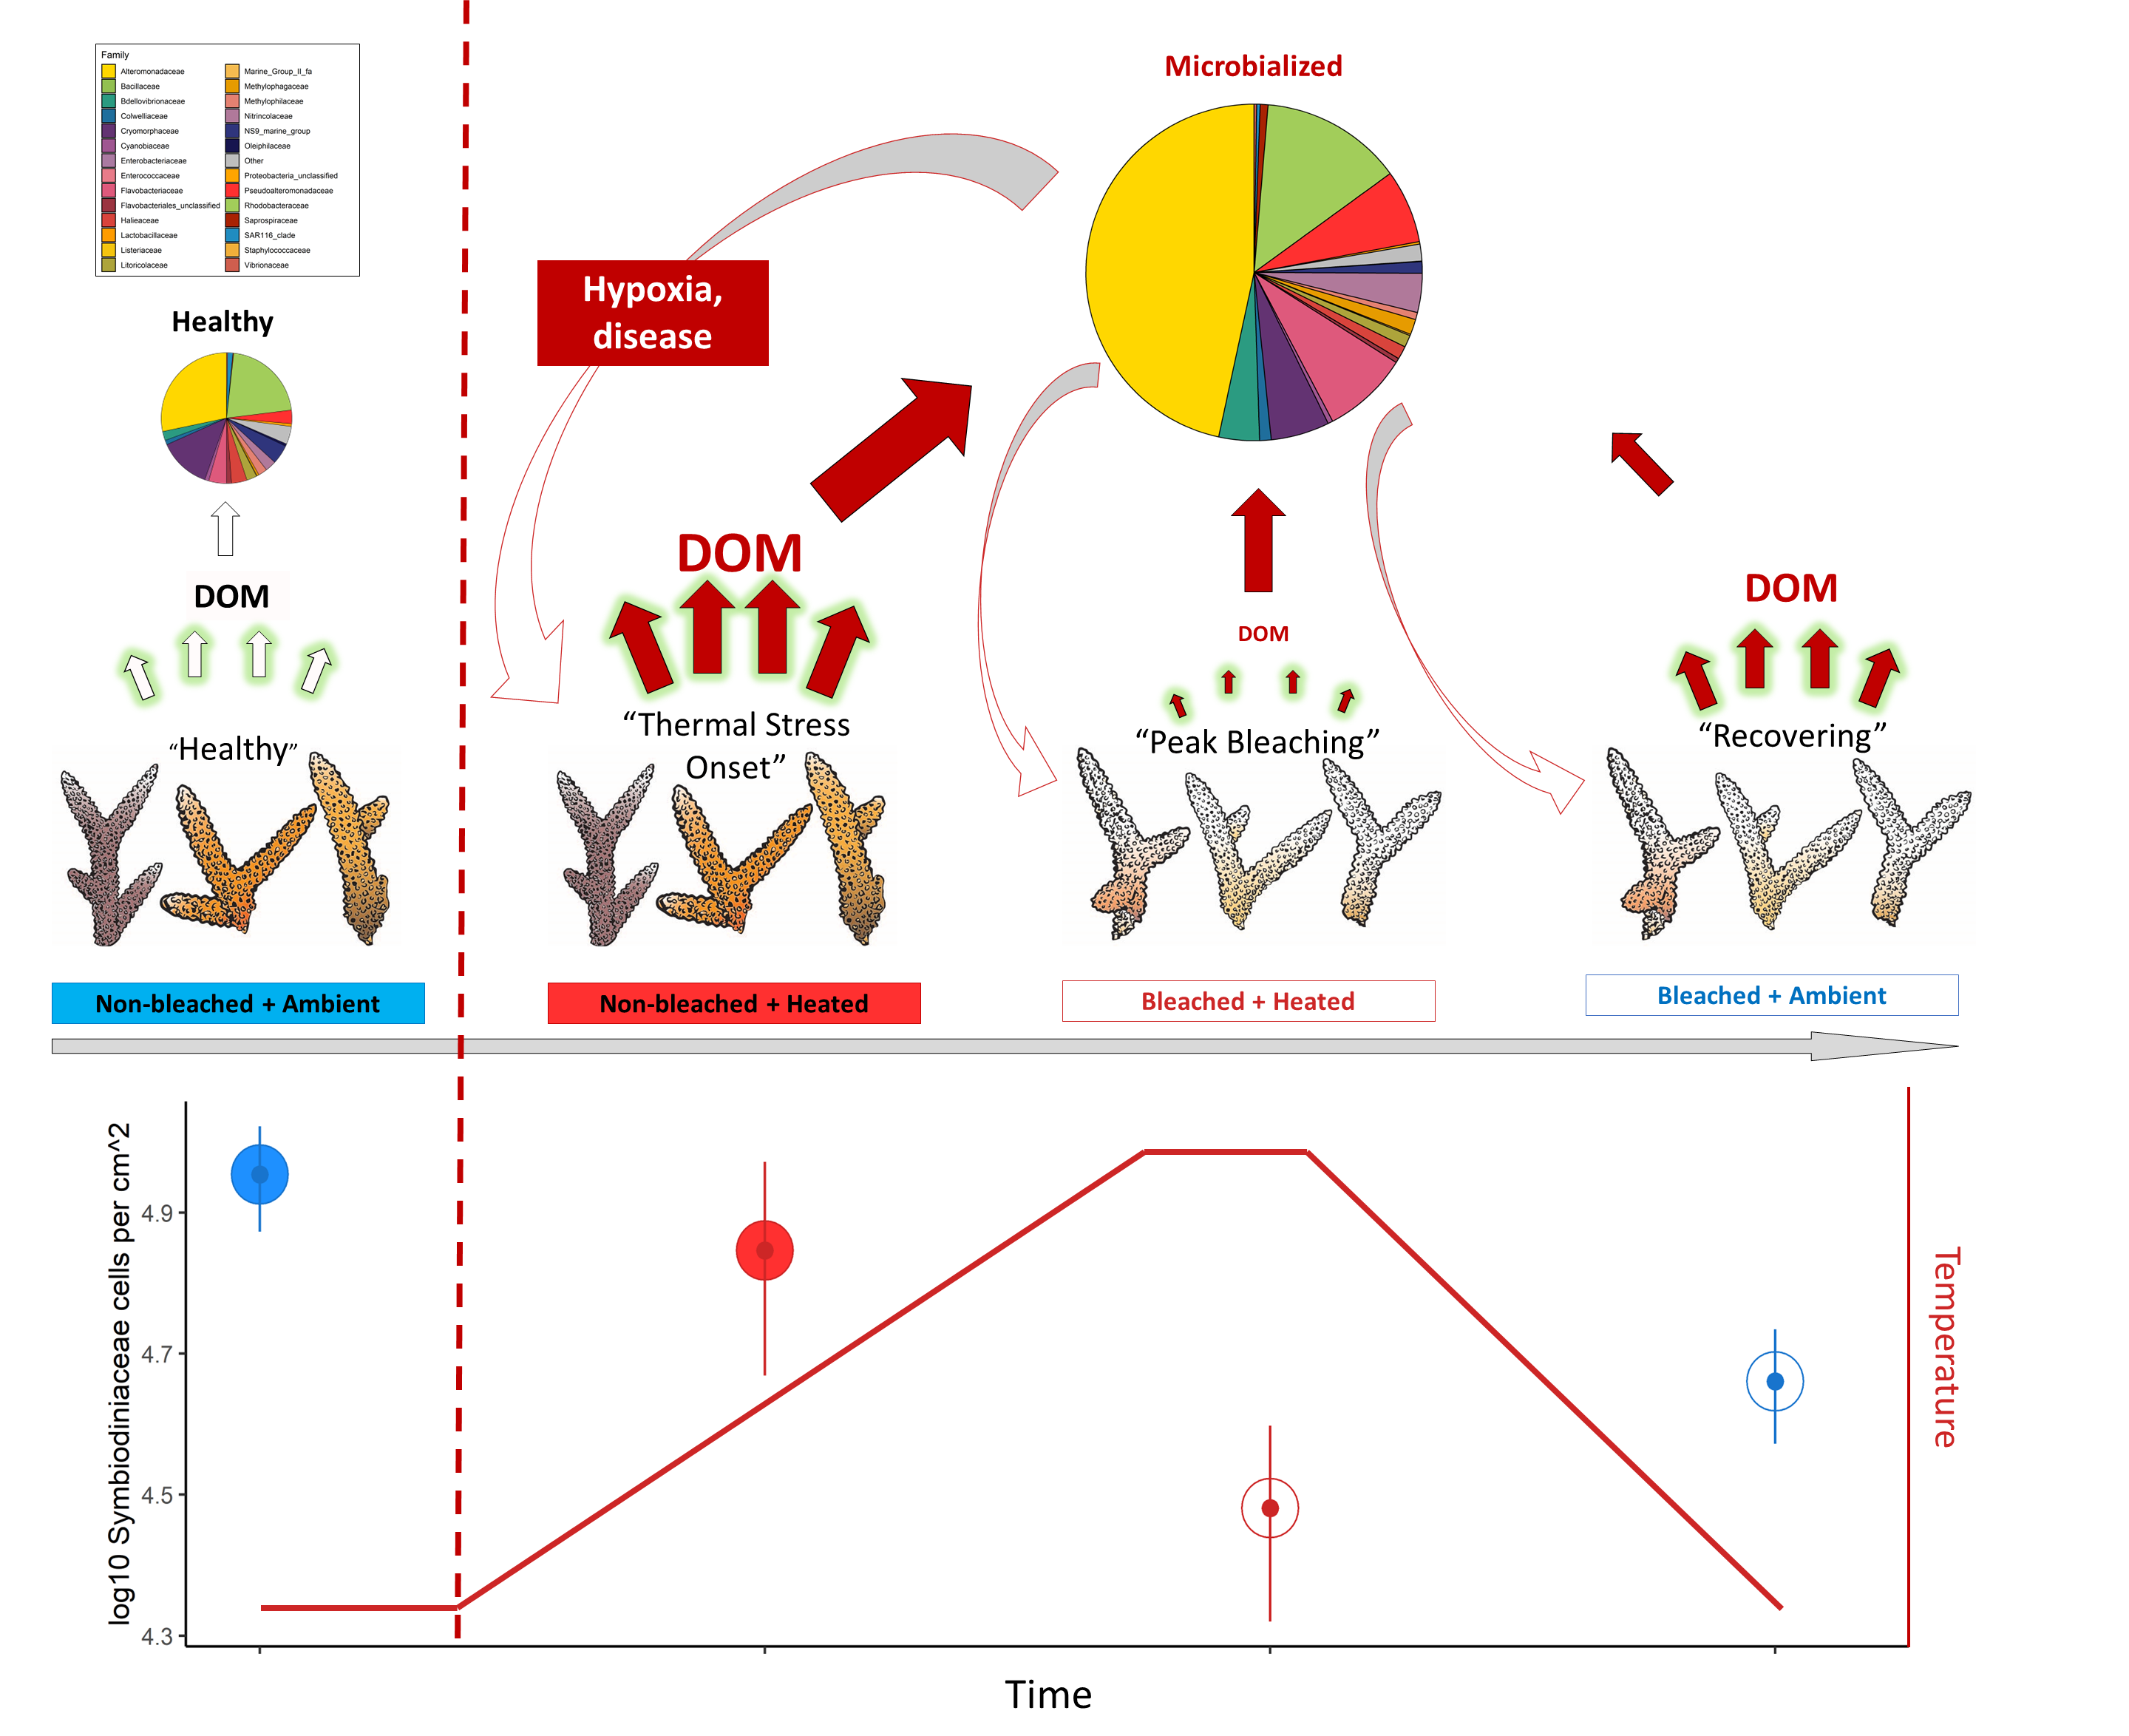 Family
Alteromonadaceae
Bacillaceae
Bdellovibrionaceae
Colwelliaceae
Cryomorphaceae
Cyanobiaceae
Enterobacteriaceae
Enterococcaceae
Flavobacteriaceae
Flavobacteriales_unclassified
Halieaceae
Lactobacillaceae
Listeriaceae
Litoricolaceae
Marine_Group_II_fa
Methylophagaceae
Methylophilaceae
Nitrincolaceae
NS9_marine_group
Oleiphilaceae
Other
Proteobacteria_unclassified
Pseudoalteromonadaceae
Rhodobacteraceae
Saprospiraceae
SAR116_clade
Staphylococcaceae
Vibrionaceae
Healthy
DOM
“Healthy”
Microbialized
Hypoxia,
disease
DOM
“Thermal Stress
Onset”
DOM
“Peak Bleaching”
DOM
“Recovering”
Non-bleached + Ambient
Non-bleached + Heated
Bleached + Heated
Bleached + Ambient
log10 Symbiodiniaceae cells per cm^2
4.9
4.7
4.5
4.3
Temperature
Time